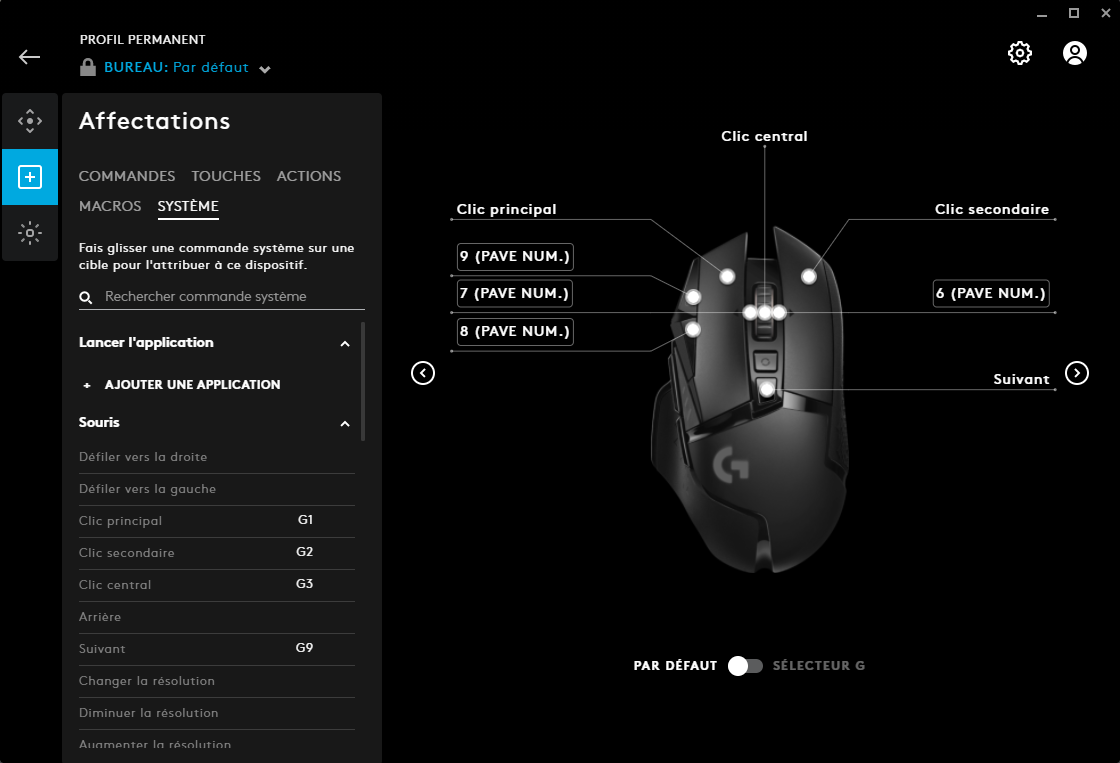 PROFIL PERMANENT
BUREAU: Par défaut
Affectations
COMMANDES TOUCHES ACTIONS
MACROS SYSTÈME
Fais glisser une commande système sur une
cible pour l'attribuer à ce dispositif.
Rechercher commande système
Lancer l'application
+ AJOUTER UNE APPLICATION
Souris
Défiler vers la droite
Défiler vers la gauche
Clic principal G1
Clic secondaire G2
Clic central G3
Arrière
Suivant G9
Changer la résolution
Diminuer la résolution
Augmenter la résolution
Clic central
Clic principal
Clic secondaire
9 (PAVE NUM.)
7 (PAVE NUM.)
6 (PAVE NUM.)
8 (PAVE NUM.)
Suivant
PAR DÉFAUT SÉLECTEUR G